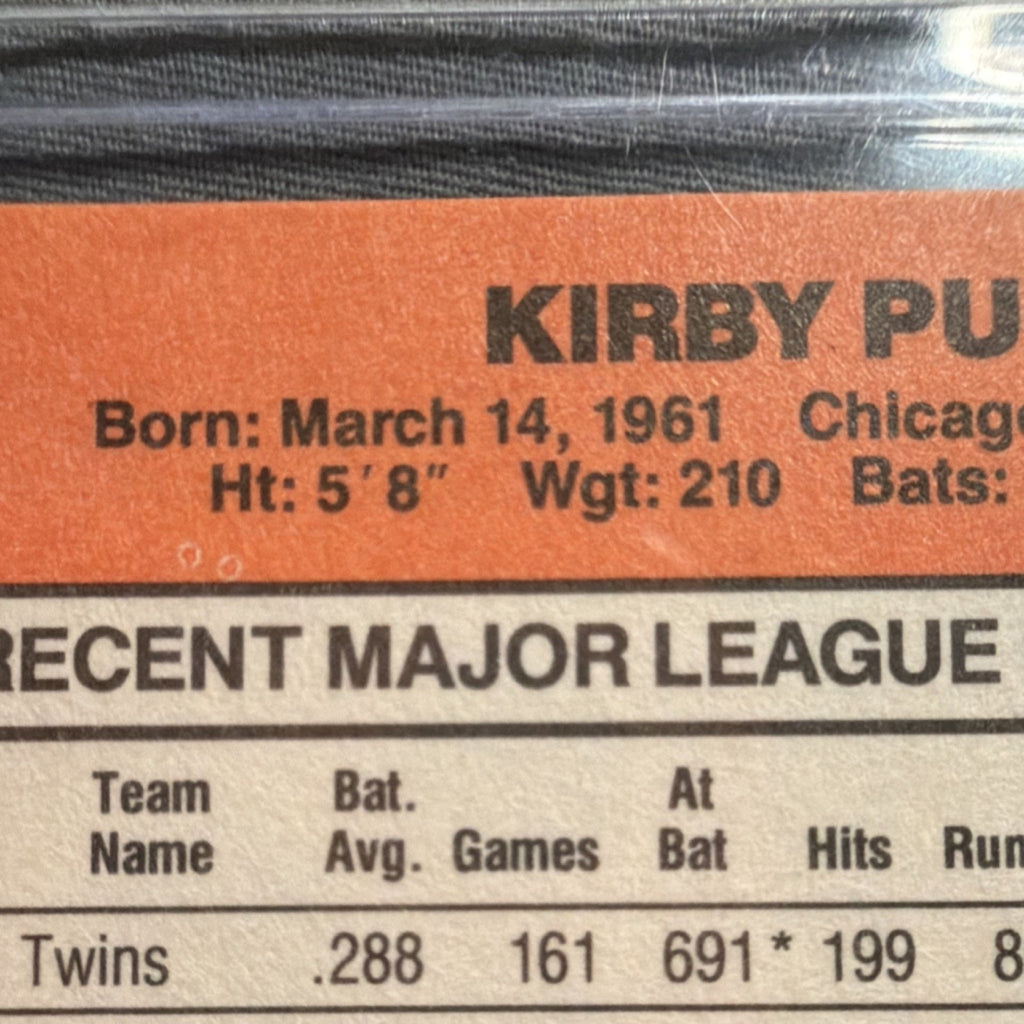 KIRBY PU
Born: March 14, 1961 Chicago
Ht: 5'8" Wgt: 210 Bats:
RECENT MAJOR LEAGUE
Team Name Bat. Avg. Games At Bat Hits Run
Twins .288 161 691 * 199 8